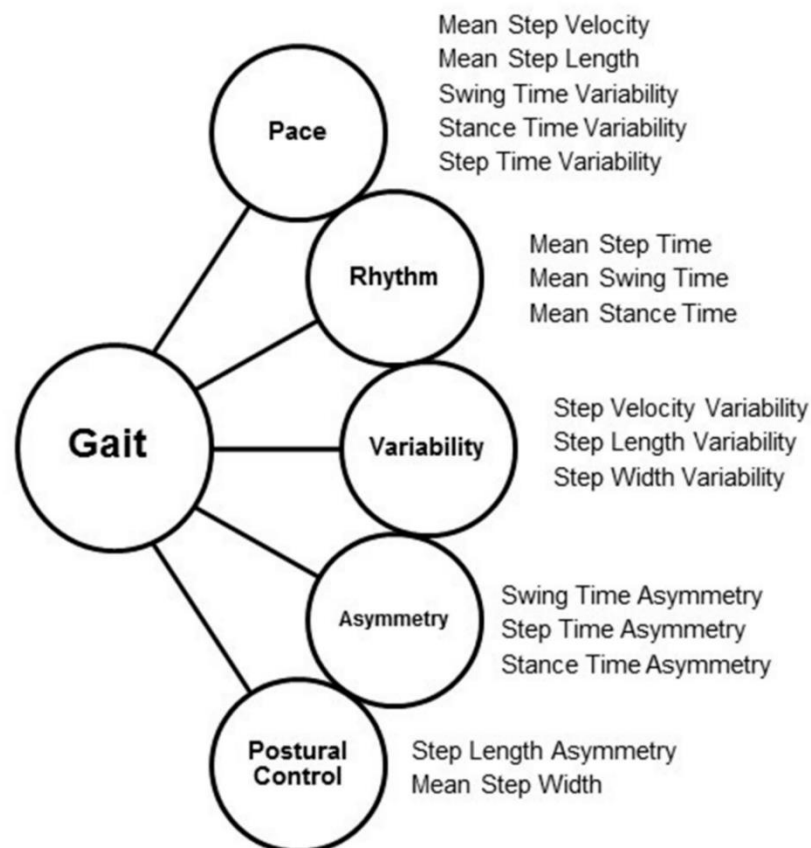 Mean Step Velocity
Mean Step Length
Swing Time Variability
Stance Time Variability
Step Time Variability
Pace
Mean Step Time
Mean Swing Time
Mean Stance Time
Rhythm
Gait
Variability
Step Velocity Variability
Step Length Variability
Step Width Variability
Asymmetry
Swing Time Asymmetry
Step Time Asymmetry
Stance Time Asymmetry
Postural
Control
Step Length Asymmetry
Mean Step Width